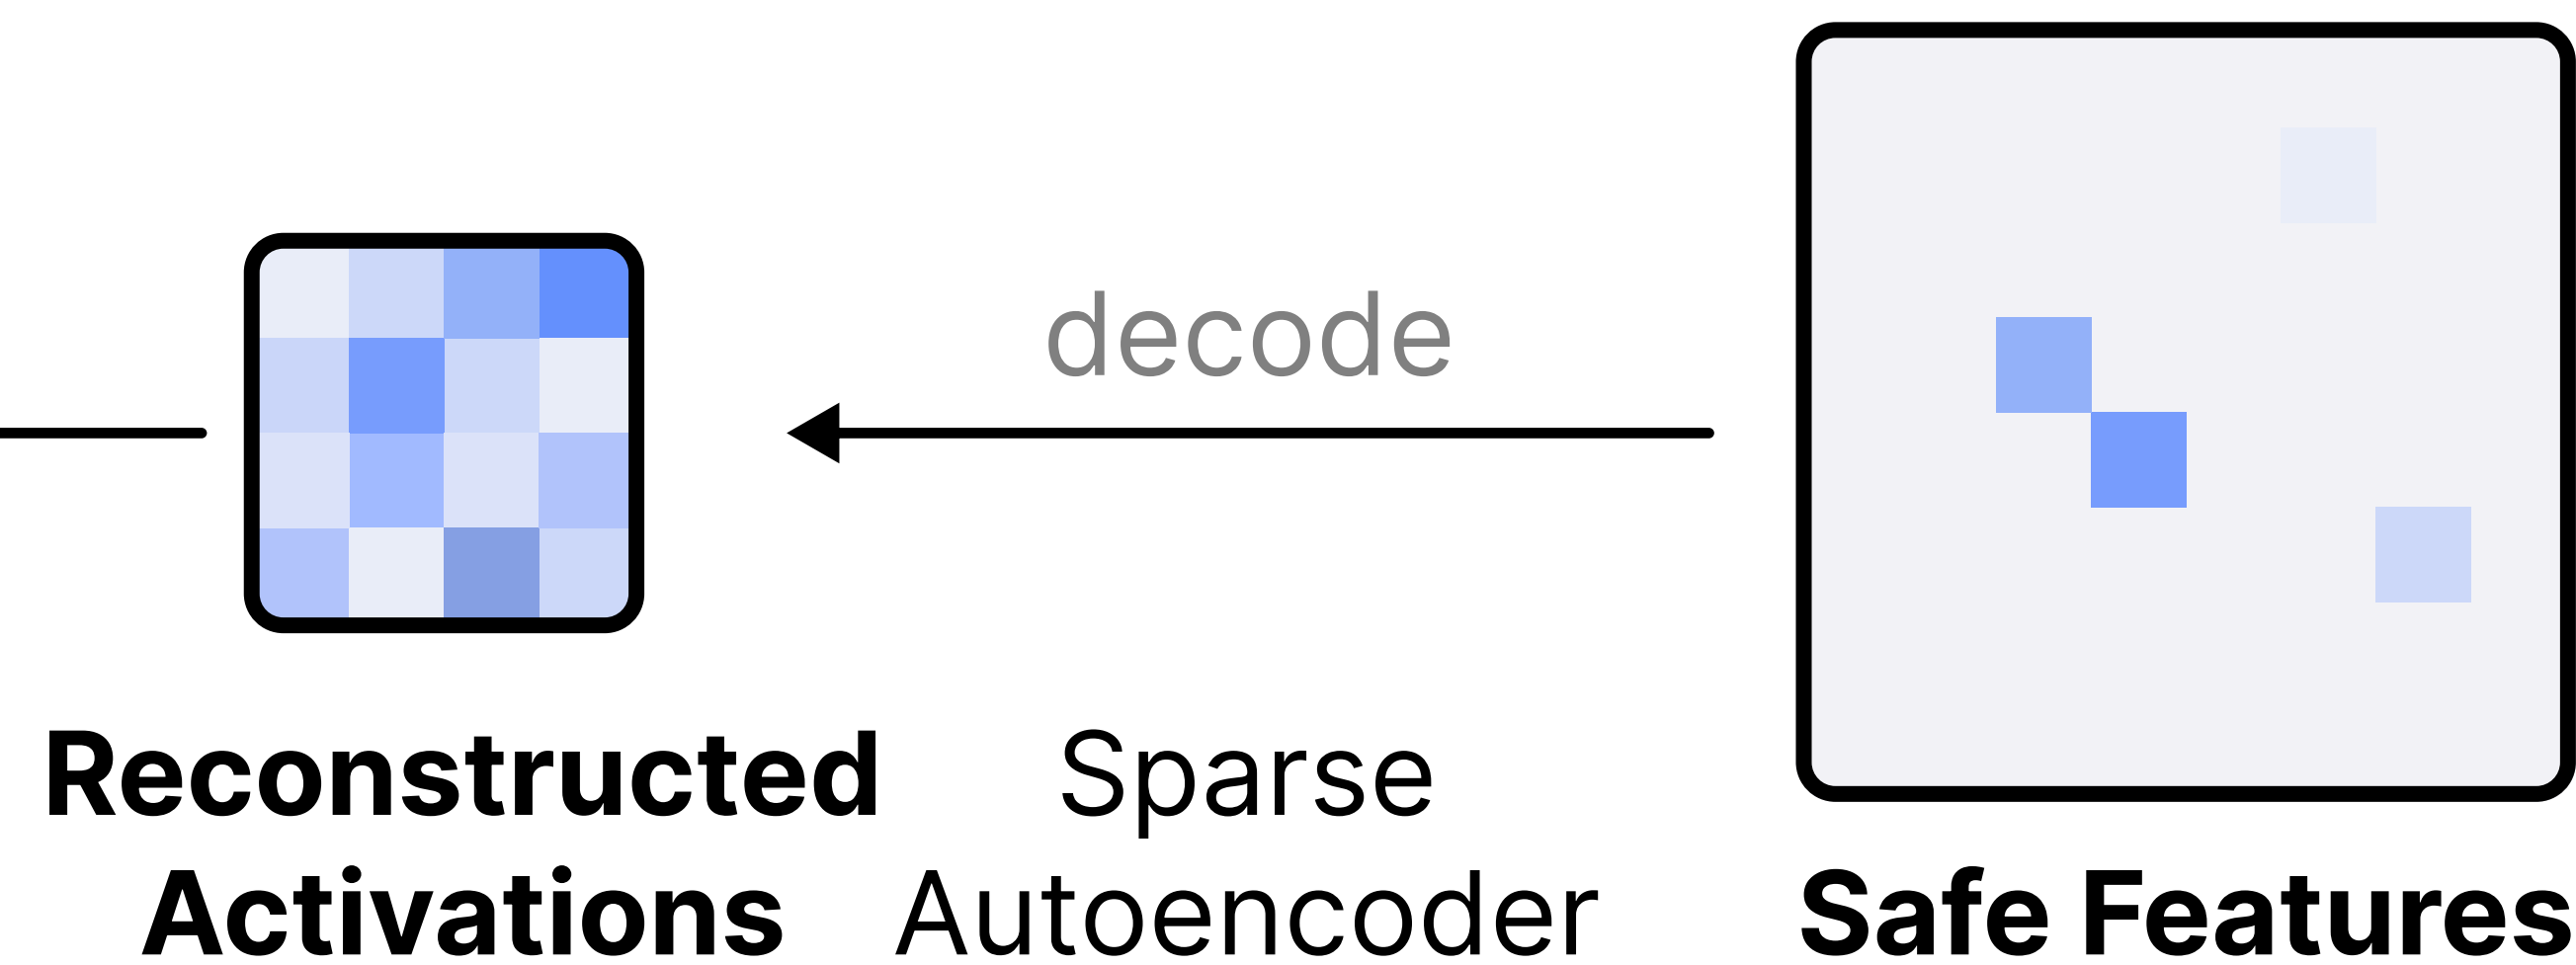 decode
Reconstructed
Activations
Sparse
Autoencoder
Safe Features